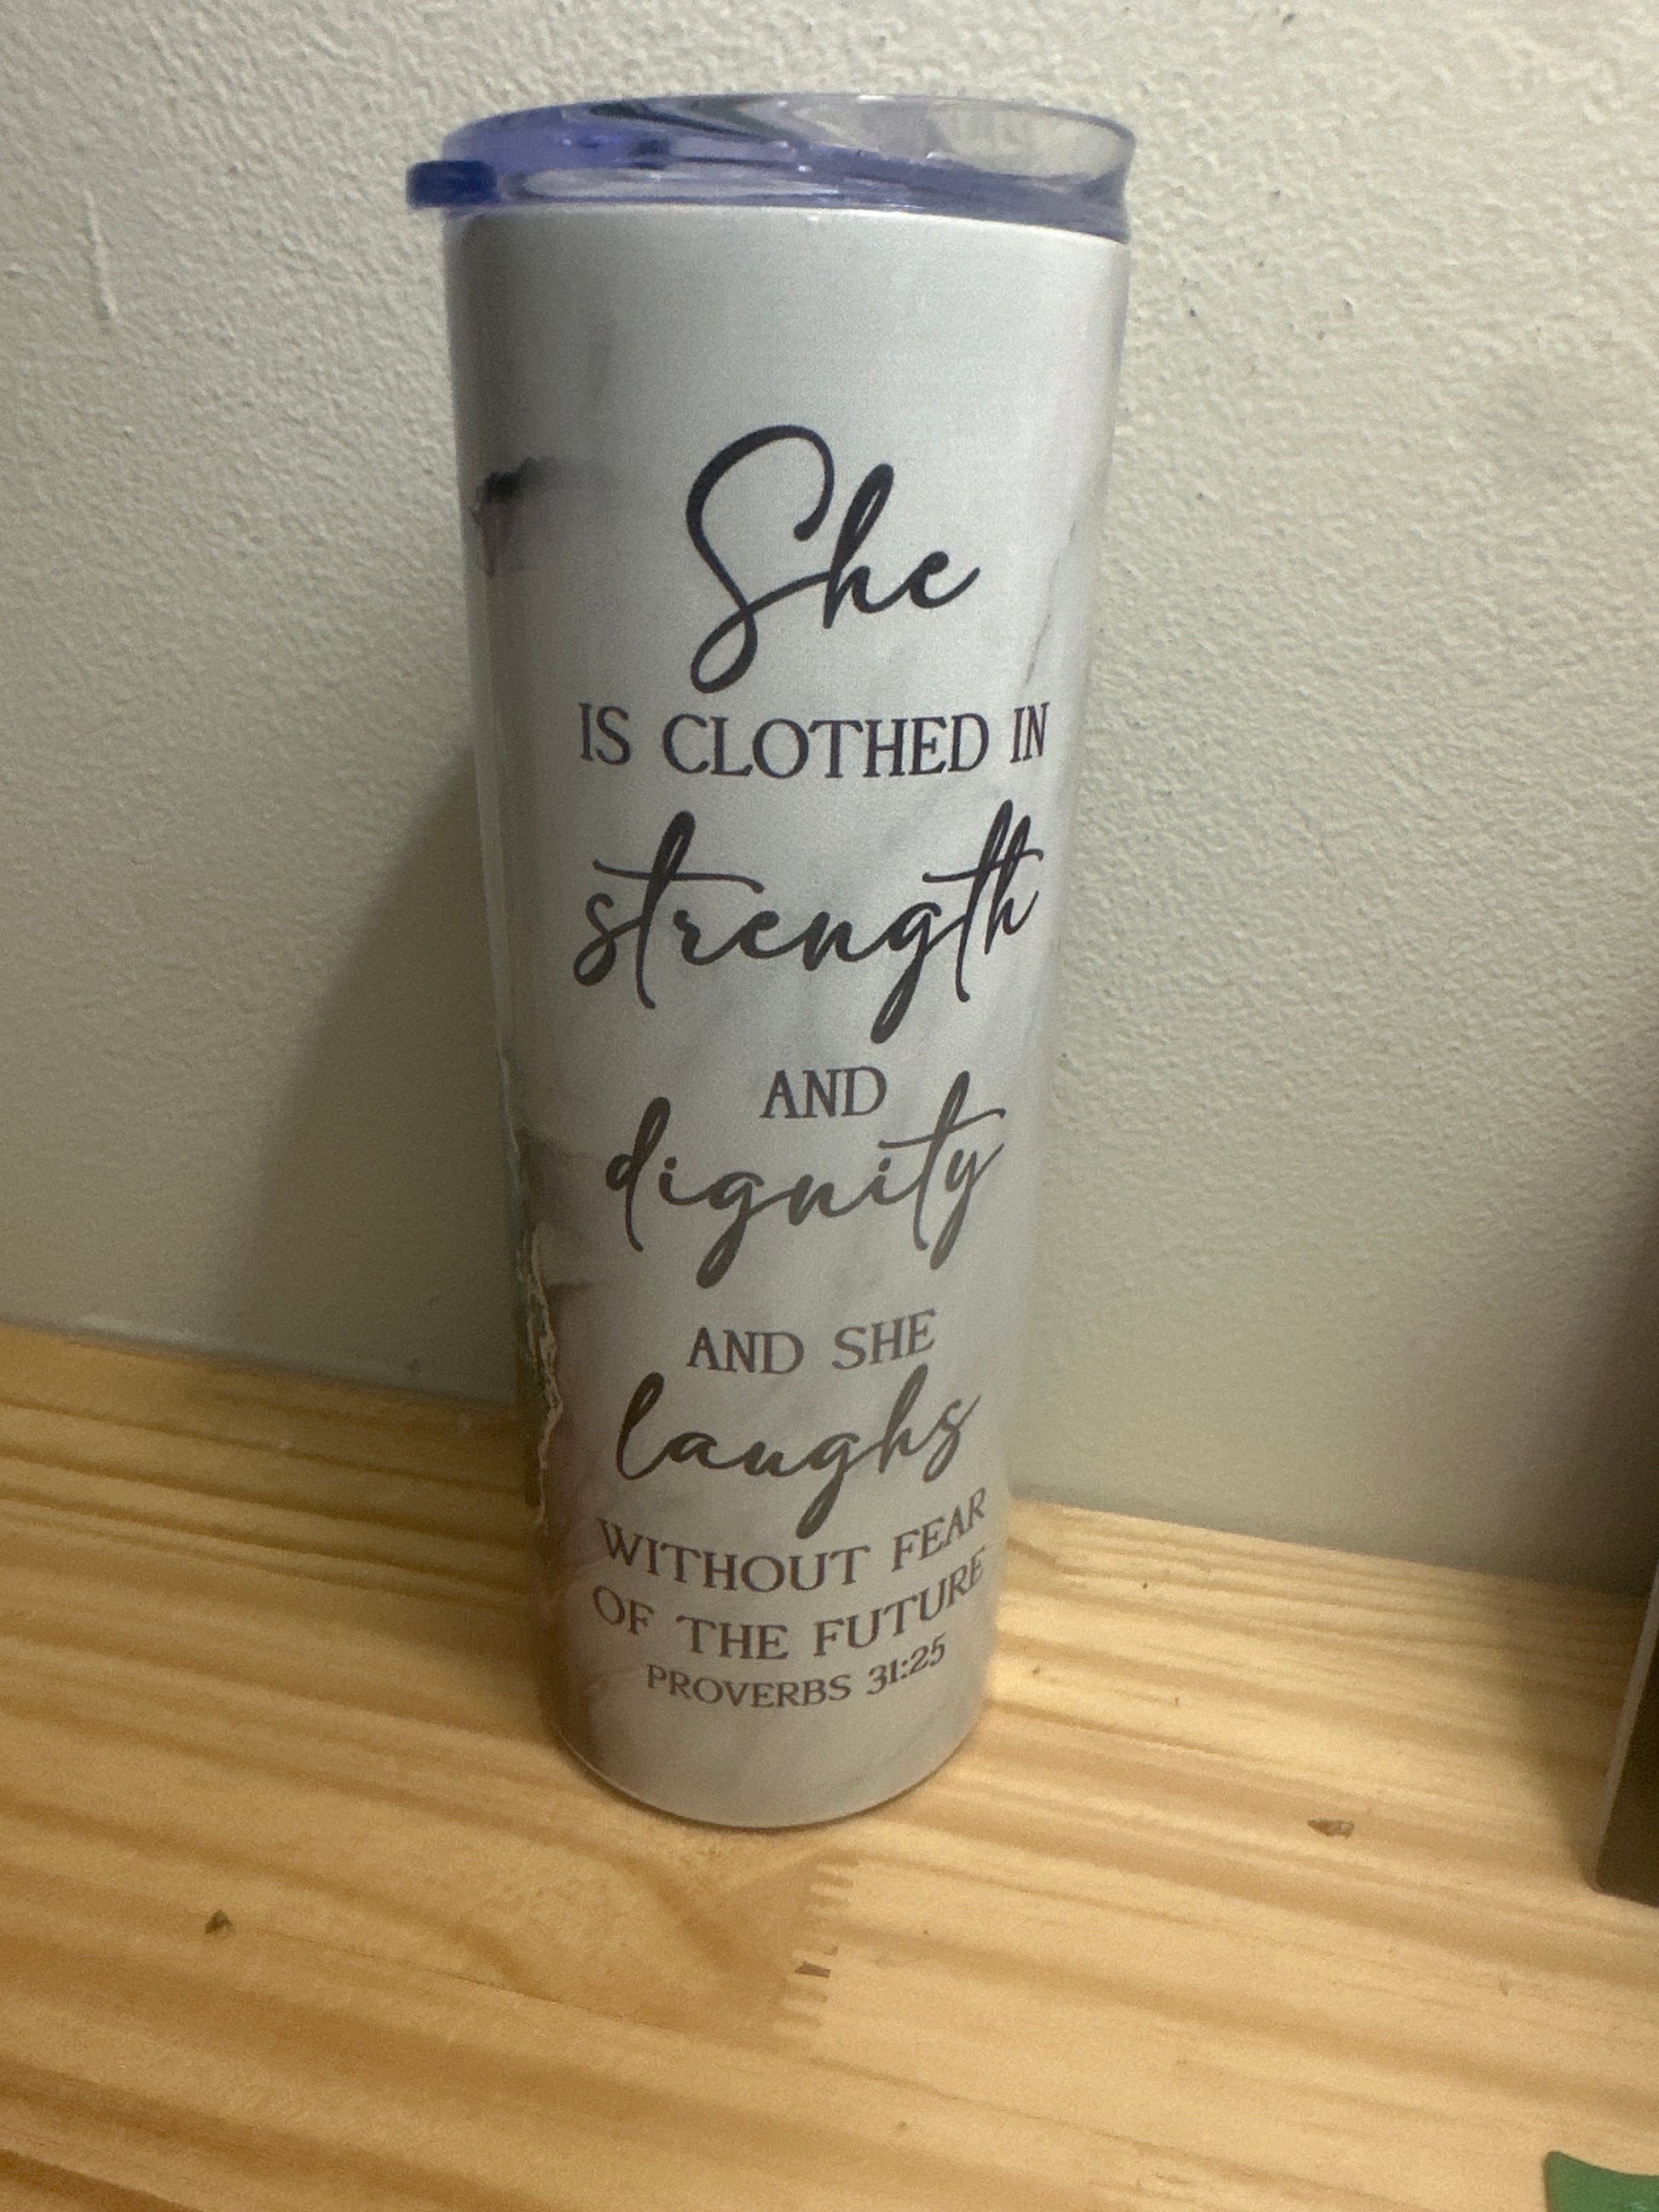 She
IS CLOTHED IN
strength
AND
dignity
AND SHE
laughs
WITHOUT FEAR
OF THE FUTURE
PROVERBS 31:25